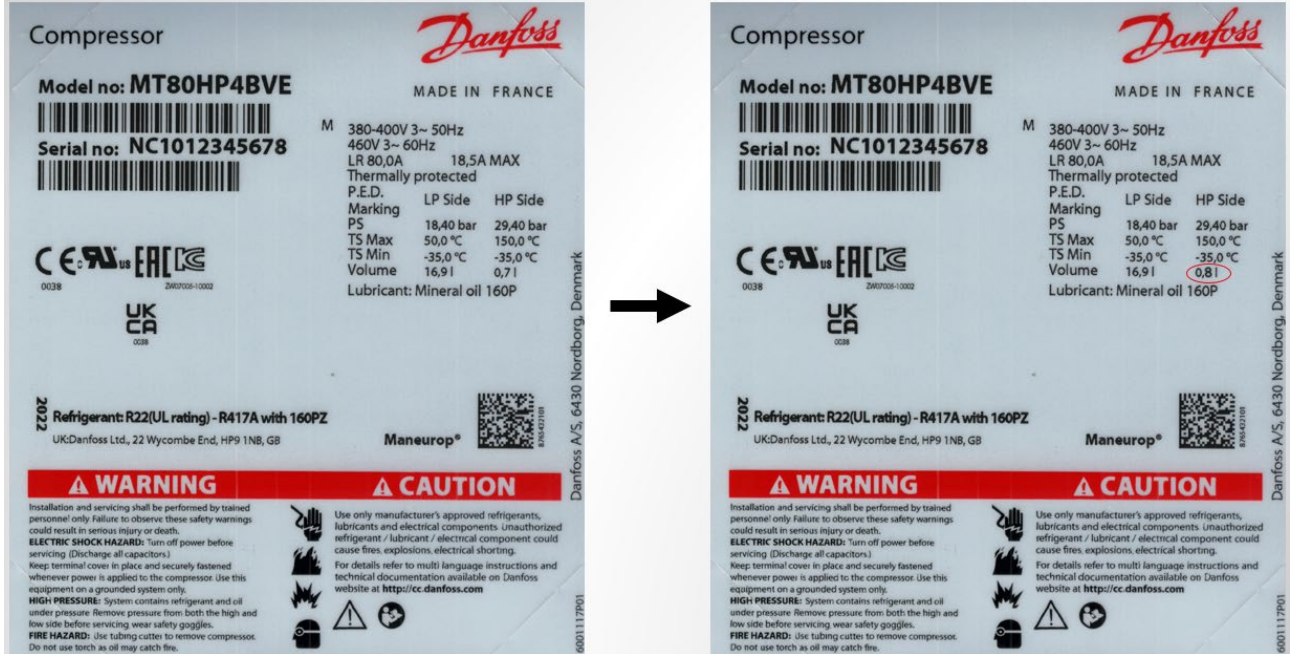 Compressor
Danfoss
Model no: MT80HP4BVE
MADE IN FRANCE
Serial no: NC1012345678
M 380-400V 3~ 50Hz
460V 3~ 60Hz
LR 80,0A 18,5A MAX
Thermally protected
P.E.D. Marking LP Side HP Side
PS 18,40 bar 29,40 bar
TS Max 50,0 °C 150,0 °C
TS Min -35,0 °C -35,0 °C
Volume 16,9 l 0,7 l
Lubricant: Mineral oil 160P
CE c RU us EAC KC
0038 ZW07008-10002
UK
CA
0038
2022
Refrigerant: R22(UL rating) - R417A with 160PZ
UK:Danfoss Ltd., 22 Wycombe End, HP9 1NB, GB
Maneurop®
8765432101
Danfoss A/S, 6430 Nordborg, Denmark
WARNING
Installation and servicing shall be performed by trained
personnel only Failure to observe these safety warnings
could result in serious injury or death.
ELECTRIC SHOCK HAZARD: Turn off power before
servicing (Discharge all capacitors.)
Keep terminal cover in place and securely fastened
whenever power is applied to the compressor. Use this
equipment on a grounded system only.
HIGH PRESSURE: System contains refrigerant and oil
under pressure Remove pressure from both the high and
low side before servicing wear safety goggles.
FIRE HAZARD: Use tubing cutter to remove compressor.
Do not use torch as oil may catch fire.
CAUTION
Use only manufacturer's approved refrigerants,
lubricants and electrical components Unauthorized
refrigerant / lubricant / electrical component could
cause fires, explosions, electrical shorting.
For details refer to multi language instructions and
technical documentation available on Danfoss
website at http://cc.danfoss.com
6001117P01
Compressor
Danfoss
Model no: MT80HP4BVE
MADE IN FRANCE
Serial no: NC1012345678
M 380-400V 3~ 50Hz
460V 3~ 60Hz
LR 80,0A 18,5A MAX
Thermally protected
P.E.D. Marking LP Side HP Side
PS 18,40 bar 29,40 bar
TS Max 50,0 °C 150,0 °C
TS Min -35,0 °C -35,0 °C
Volume 16,9 l 0,8 l
Lubricant: Mineral oil 160P
CE c RU us EAC KC
0038 ZW07008-10002
UK
CA
0038
2022
Refrigerant: R22(UL rating) - R417A with 160PZ
UK:Danfoss Ltd., 22 Wycombe End, HP9 1NB, GB
Maneurop®
8765432101
Danfoss A/S, 6430 Nordborg, Denmark
WARNING
Installation and servicing shall be performed by trained
personnel only Failure to observe these safety warnings
could result in serious injury or death.
ELECTRIC SHOCK HAZARD: Turn off power before
servicing (Discharge all capacitors.)
Keep terminal cover in place and securely fastened
whenever power is applied to the compressor. Use this
equipment on a grounded system only.
HIGH PRESSURE: System contains refrigerant and oil
under pressure Remove pressure from both the high and
low side before servicing wear safety goggles.
FIRE HAZARD: Use tubing cutter to remove compressor.
Do not use torch as oil may catch fire.
CAUTION
Use only manufacturer's approved refrigerants,
lubricants and electrical components Unauthorized
refrigerant / lubricant / electrical component could
cause fires, explosions, electrical shorting.
For details refer to multi language instructions and
technical documentation available on Danfoss
website at http://cc.danfoss.com
6001117P01